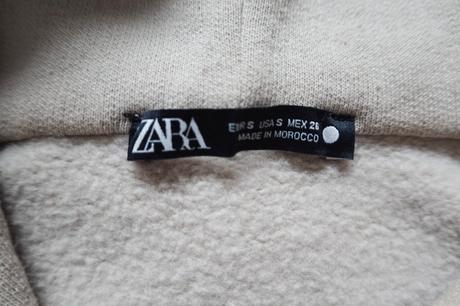 ZARA
EUR S USA S MEX 26
MADE IN MOROCCO